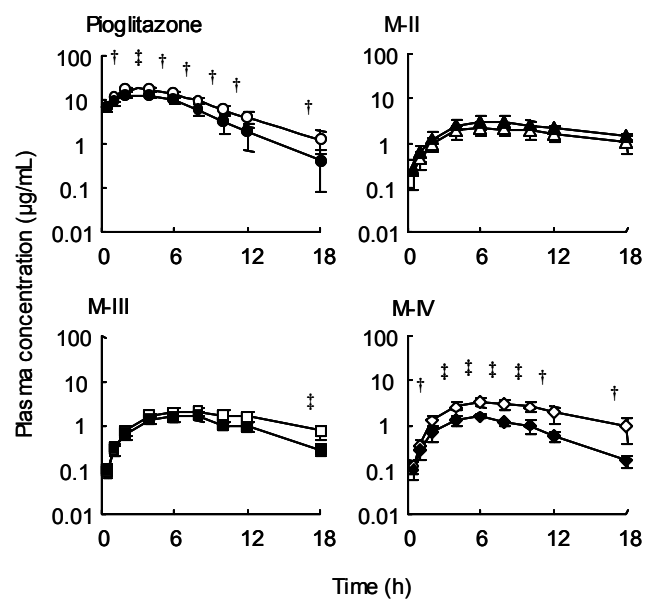 Pioglitazone
M-II
† ‡ † † † † †
100
10
1
0.1
0.01
0 6 12 18
100
10
1
0.1
0.01
0 6 12 18
M-III
M-IV
‡
100
10
1
0.1
0.01
0 6 12 18
† ‡ ‡ ‡ ‡ † †
100
10
1
0.1
0.01
0 6 12 18
Plasma concentration (µg/mL)
Time (h)